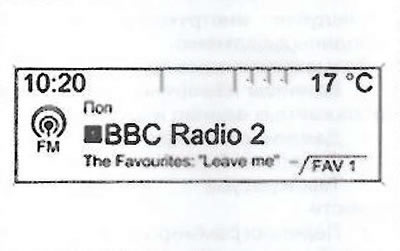 10:20 17 °C
Поп
BBC Radio 2
FM
The Favourites: "Leave me" FAV 1